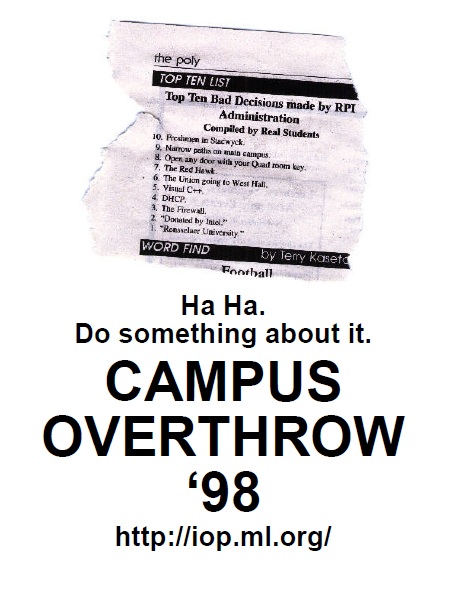 the poly
TOP TEN LIST
Top Ten Bad Decisions made by RPI
Administration
Compiled by Real Students
10. Freshmen in Stacwyck.
9. Narrow paths on main campus.
8. Open any door with your Quad room key.
7. The Red Hawk.
6. The Union going to West Hall.
5. Visual C++.
4. DHCP.
3. The Firewall.
2. "Donated by Intel."
1. "Rensselaer University."
WORD FIND by Terry Kaseta
Football
Ha Ha.
Do something about it.
CAMPUS
OVERTHROW
‘98
http://iop.ml.org/